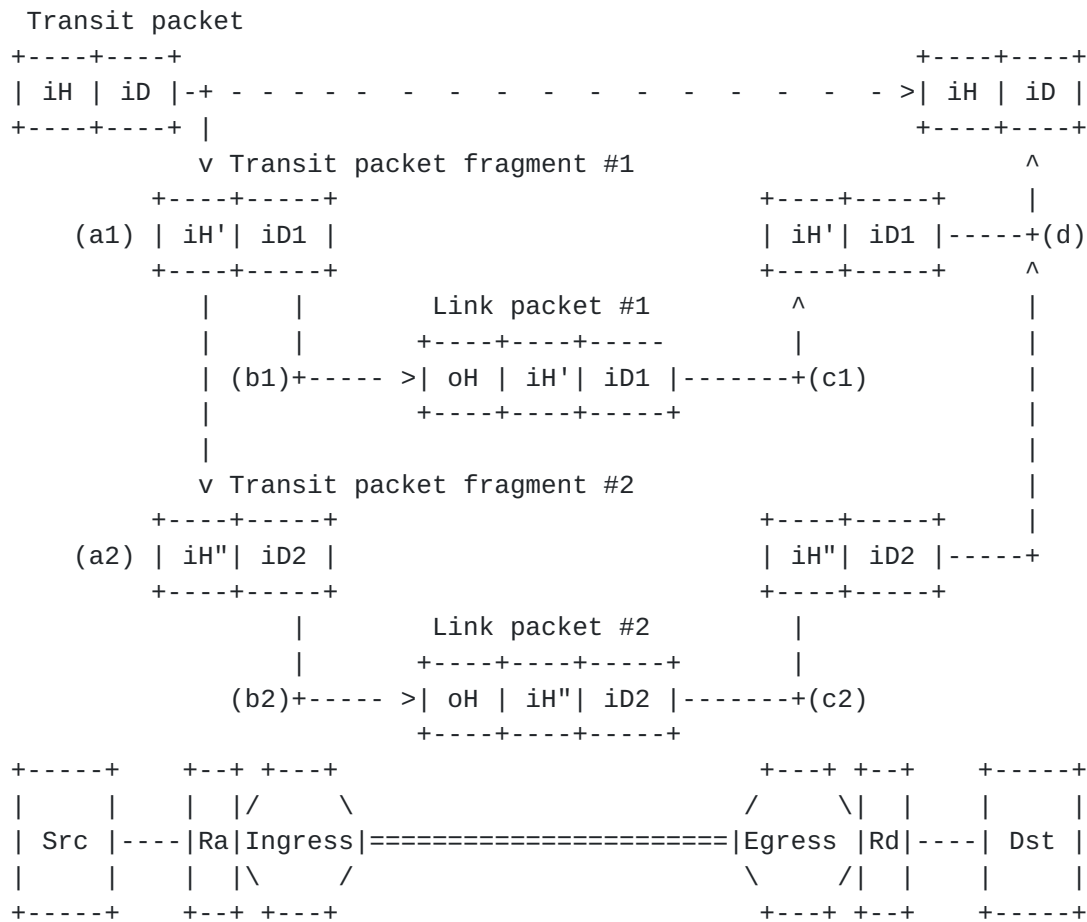 Transit packet
+----+----+                                         +----+----+
| iH | iD |-+ - - - - -  -  -  -  -  -  -  -  -  - >| iH | iD |
+----+----+ |                                       +----+----+
            v Transit packet fragment #1                   ^
         +----+-----+                           +----+-----+     |
    (a1) | iH'| iD1 |                           | iH'| iD1 |-----+(d)
         +----+-----+                           +----+-----+     ^
            |     |        Link packet #1         ^              |
            |     |       +----+----+-----        |              |
            | (b1)+----- >| oH | iH'| iD1 |-------+(c1)          |
            |             +----+----+-----+                      |
            |                                                    |
            v Transit packet fragment #2                         |
         +----+-----+                           +----+-----+     |
    (a2) | iH"| iD2 |                           | iH"| iD2 |-----+
         +----+-----+                           +----+-----+
                  |        Link packet #2         |
                  |       +----+----+-----+       |
              (b2)+----- >| oH | iH"| iD2 |-------+(c2)
                          +----+----+-----+
+-----+    +--+ +---+                           +---+ +--+    +-----+
|     |    |  |/     \                         /     \|  |    |     |
| Src |----|Ra|Ingress|=======================|Egress |Rd|----| Dst |
|     |    |  |\     /                         \     /|  |    |     |
+-----+    +--+ +---+                           +---+ +--+    +-----+